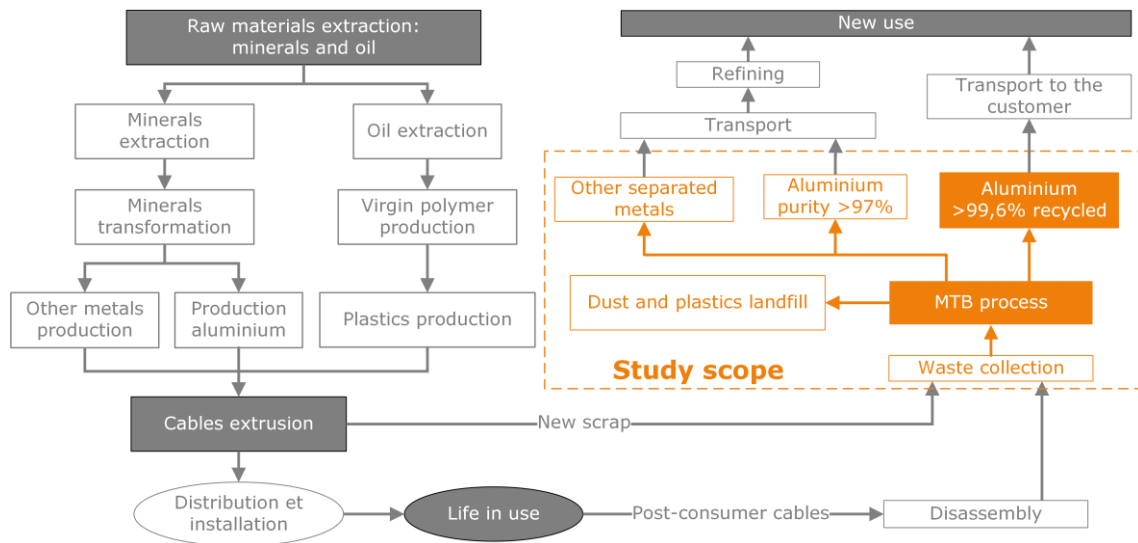 Raw materials extraction:
minerals and oil
Minerals
extraction
Oil extraction
Minerals
transformation
Virgin polymer
production
Other metals
production
Production
aluminium
Plastics production
Cables extrusion
New scrap
Distribution et
installation
Life in use
Post-consumer cables
Disassembly
New use
Refining
Transport to the
customer
Transport
Other separated
metals
Aluminium
purity >97%
Aluminium
>99,6% recycled
Dust and plastics landfill
MTB process
Study scope
Waste collection